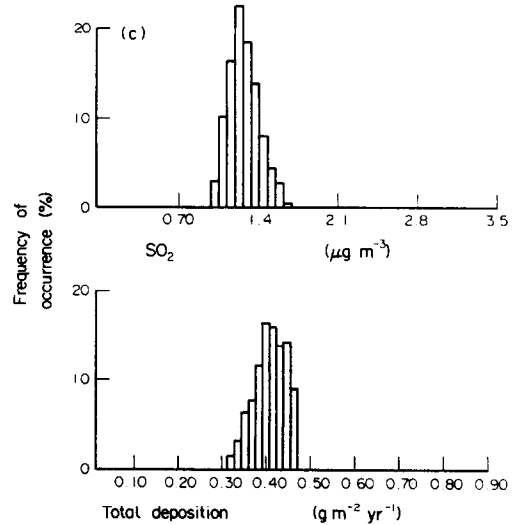 (c)
20
10
0
0.70 1.4 2.1 2.8 3.5
SO₂ (μg m⁻³)
Frequency of
occurrence (%)
20
10
0
0.10 0.20 0.30 0.40 0.50 0.60 0.70 0.80 0.90
Total deposition (g m⁻² yr⁻¹)